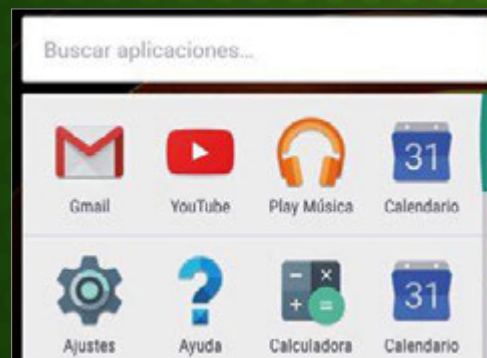 Buscar aplicaciones...
31
Gmail YouTube Play Música Calendario
31
Ajustes Ayuda Calculadora Calendario